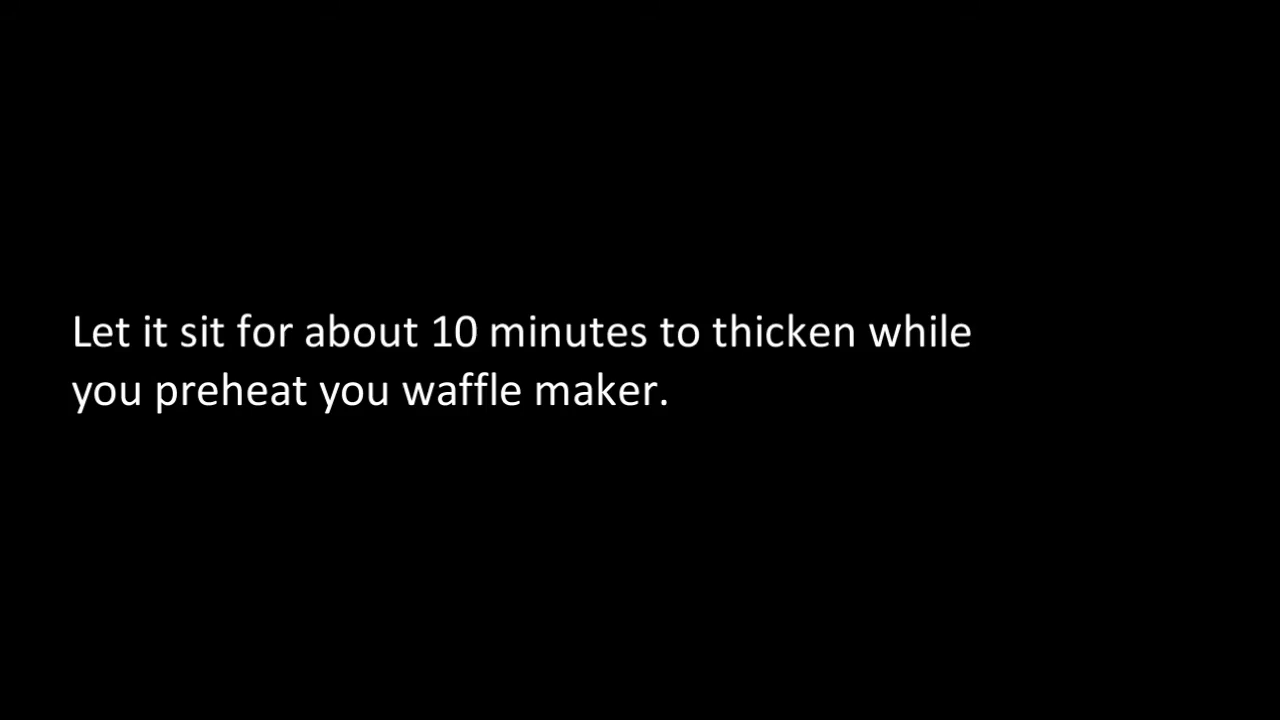 Let it sit for about 10 minutes to thicken while
you preheat you waffle maker.